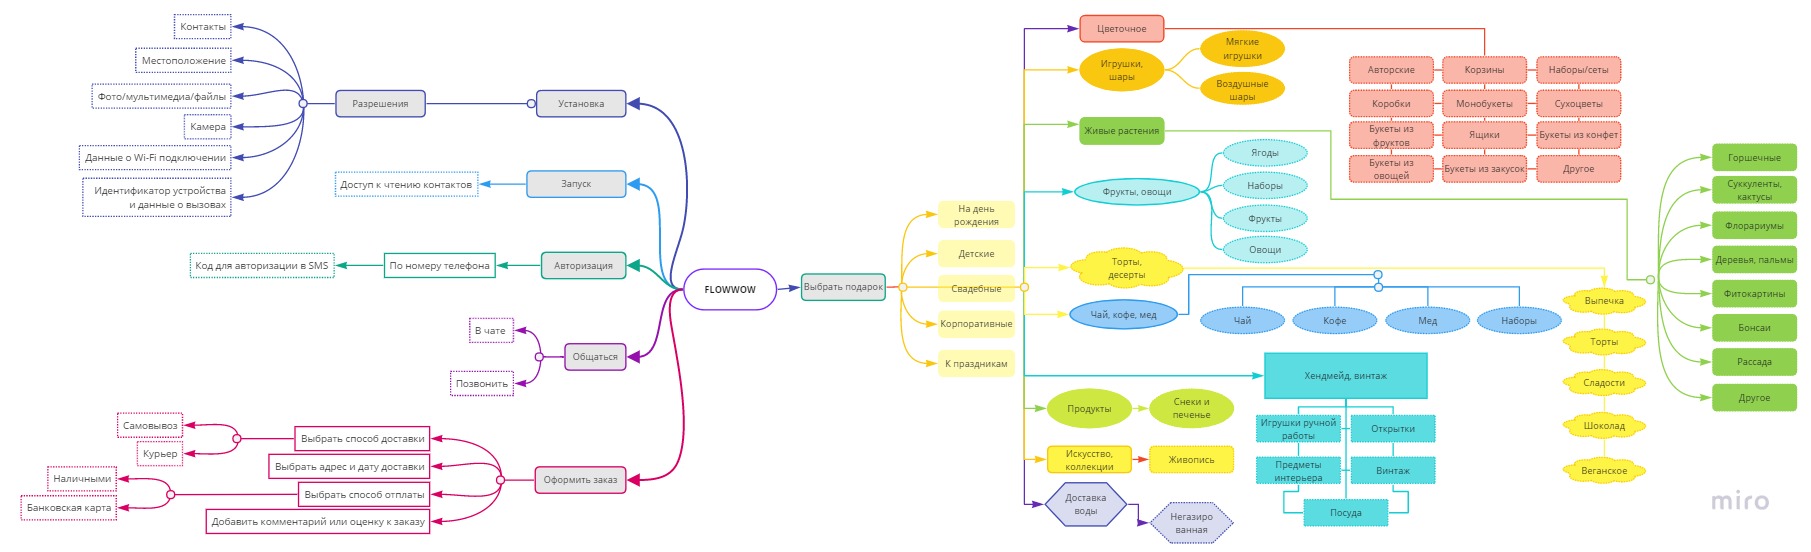 Контакты
Местоположение
Фото/мультимедиа/файлы
Камера
Данные о Wi-Fi подключении
Идентификатор устройства
и данные о вызовах
Разрешения
Установка
Доступ к чтению контактов
Запуск
Код для авторизации в SMS
По номеру телефона
Авторизация
В чате
Позвонить
Общаться
Самовывоз
Курьер
Наличными
Банковская карта
Выбрать способ доставки
Выбрать адрес и дату доставки
Выбрать способ отплаты
Добавить комментарий или оценку к заказу
Оформить заказ
FLOWWOW
Выбрать подарок
На день
рождения
Детские
Свадебные
Корпоративные
К праздникам
Цветочное
Игрушки,
шары
Мягкие
игрушки
Воздушные
шары
Живые растения
Фрукты, овощи
Ягоды
Наборы
Фрукты
Овощи
Торты,
десерты
Чай, кофе, мед
Чай
Кофе
Мед
Наборы
Хендмейд, винтаж
Игрушки ручной
работы
Открытки
Предметы
интерьера
Винтаж
Посуда
Продукты
Снеки и
печенье
Искусство,
коллекции
Живопись
Доставка
воды
Негазиро
ванная
Авторские
Корзины
Наборы/сеты
Коробки
Монобукеты
Сухоцветы
Букеты из
фруктов
Ящики
Букеты из конфет
Букеты из
овощей
Букеты из закусок
Другое
Выпечка
Торты
Сладости
Шоколад
Веганское
Горшечные
Суккуленты,
кактусы
Флорариумы
Деревья, пальмы
Фитокартины
Бонсаи
Рассада
Другое
miro